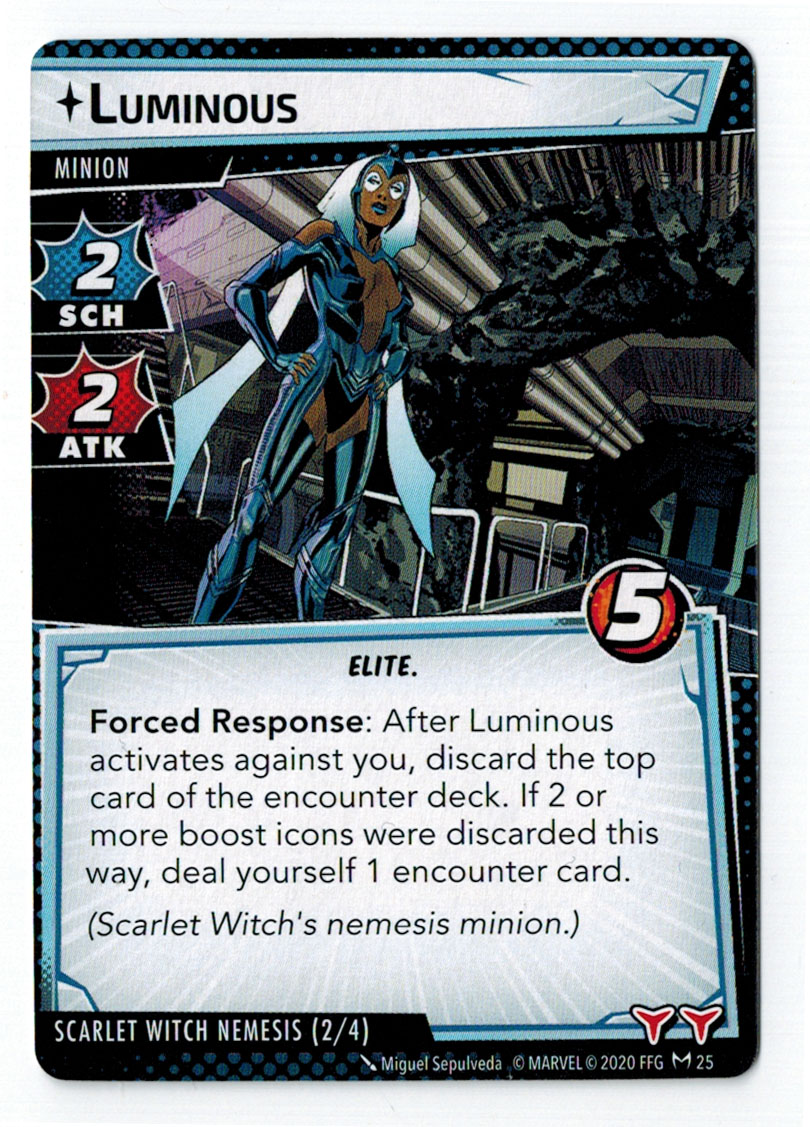 LUMINOUS
MINION
2
SCH
2
ATK
5
ELITE.
Forced Response: After Luminous
activates against you, discard the top
card of the encounter deck. If 2 or
more boost icons were discarded this
way, deal yourself 1 encounter card.
(Scarlet Witch's nemesis minion.)
SCARLET WITCH NEMESIS (2/4)
Miguel Sepulveda © MARVEL © 2020 FFG 25